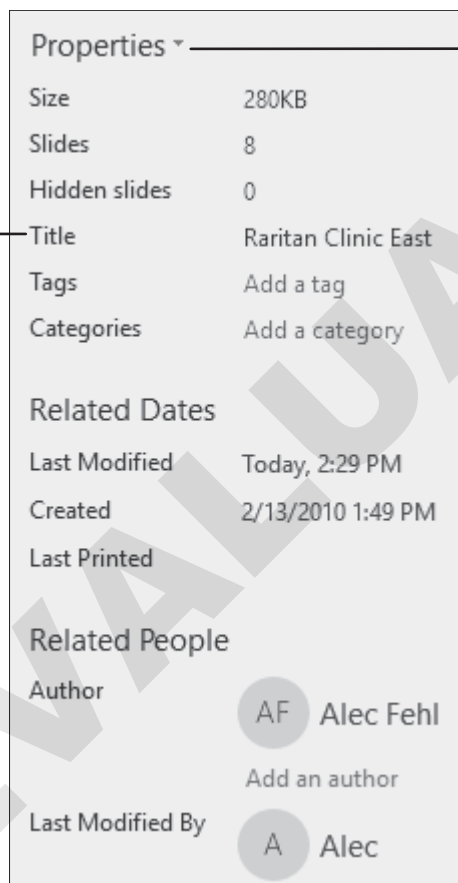 Properties
Size 280KB
Slides 8
Hidden slides 0
Title Raritan Clinic East
Tags Add a tag
Categories Add a category
Related Dates
Last Modified Today, 2:29 PM
Created 2/13/2010 1:49 PM
Last Printed
Related People
Author
AF Alec Fehl
Add an author
Last Modified By
A Alec